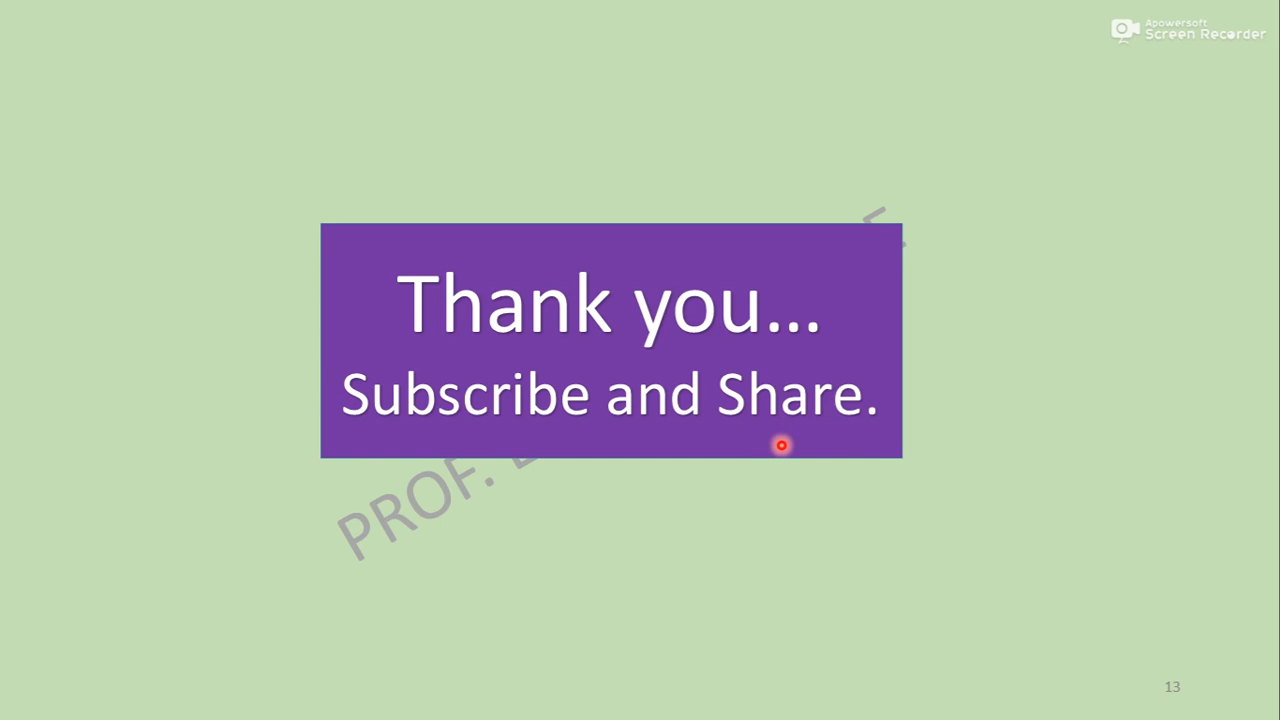 Apowersoft
Screen Recorder
Thank you...
Subscribe and Share.
PROF.
13